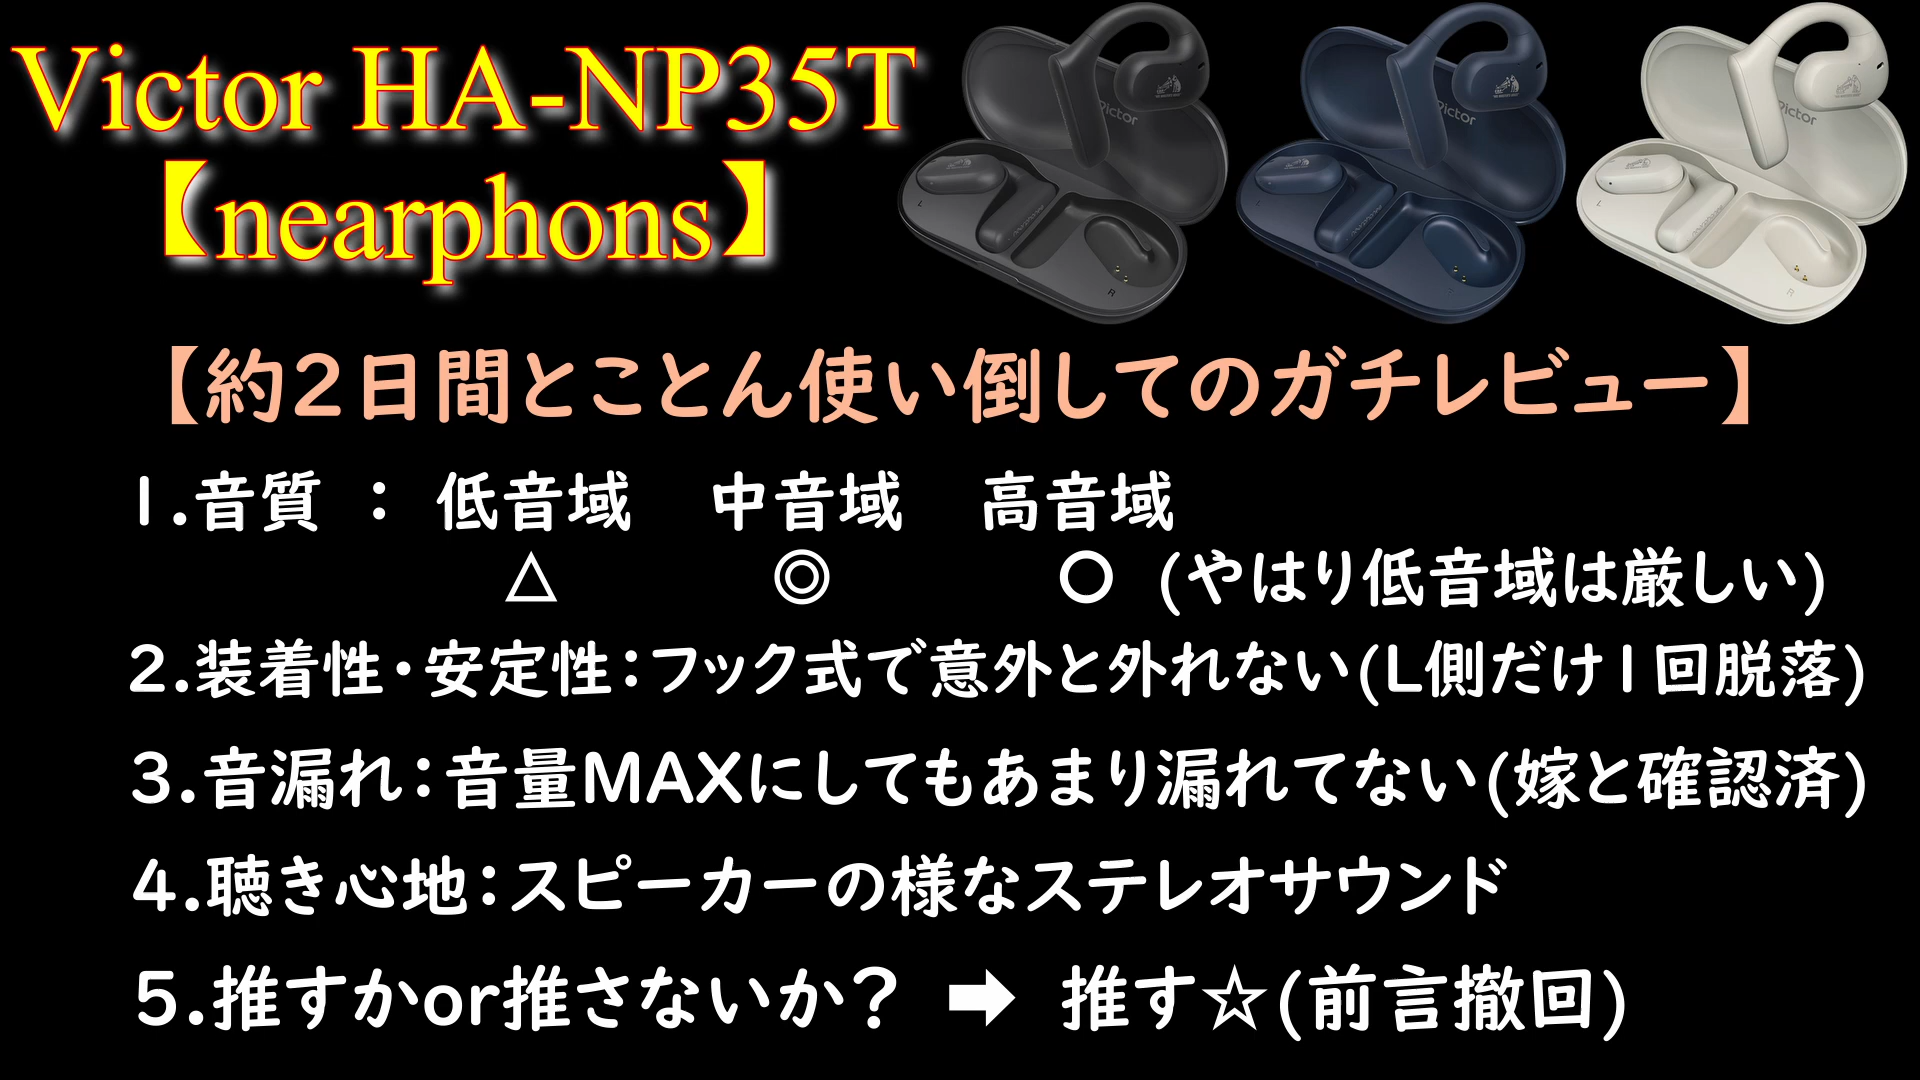 Victor HA-NP35T
【nearphons】
Victor
Victor
Victor
L
R
L
L
R
【約2日間とことん使い倒してのガチレビュー】
1.音質 : 低音域 中音域 高音域
△ ◎ 〇 (やはり低音域は厳しい)
2.装着性・安定性:フック式で意外と外れない(L側だけ1回脱落)
3.音漏れ:音量MAXにしてもあまり漏れてない(嫁と確認済)
4.聴き心地:スピーカーの様なステレオサウンド
5.推すかor推さないか? ➡ 推す☆(前言撤回)